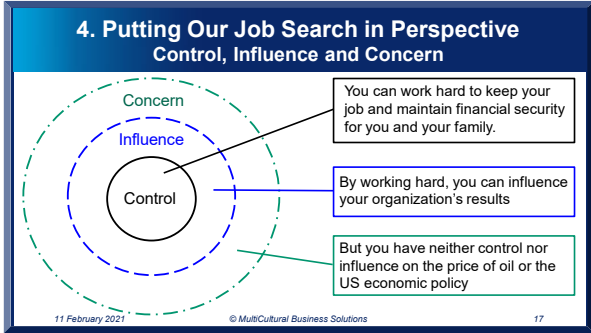 4. Putting Our Job Search in Perspective
Control, Influence and Concern
Concern
Influence
Control
You can work hard to keep your
job and maintain financial security
for you and your family.
By working hard, you can influence
your organization's results
But you have neither control nor
influence on the price of oil or the
US economic policy
11 February 2021
© MultiCultural Business Solutions
17